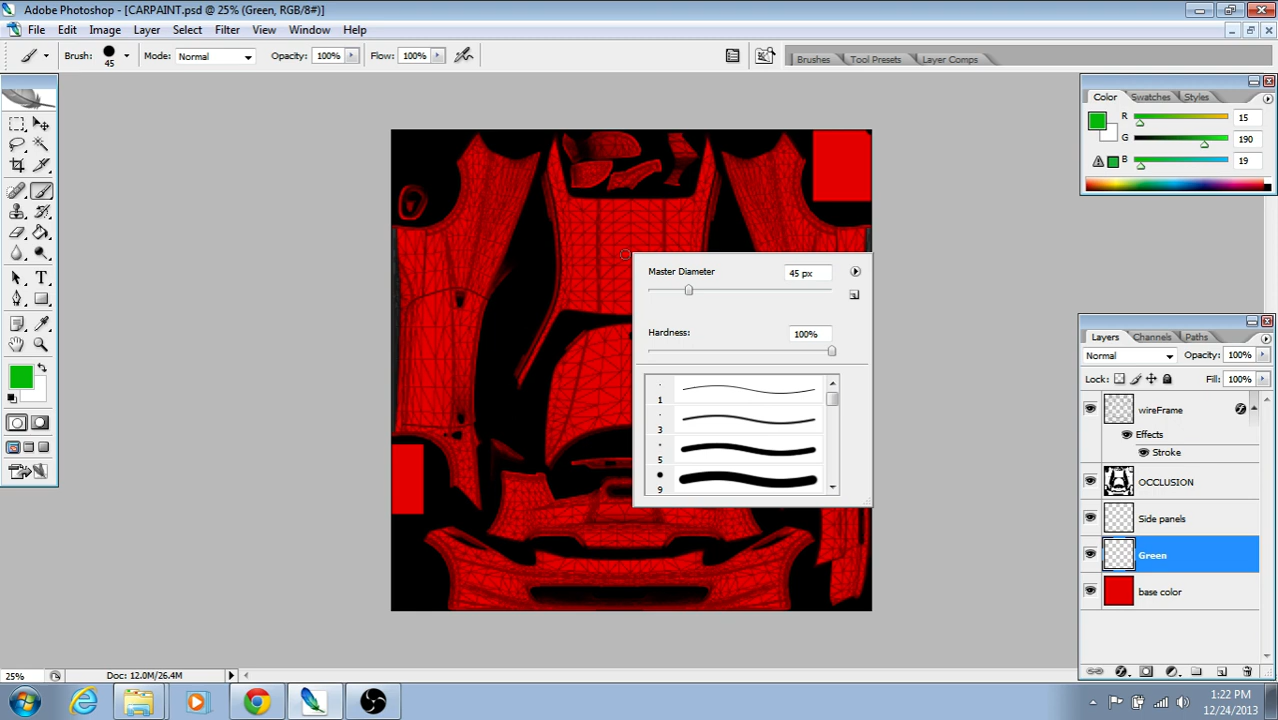 Adobe Photoshop - [CARPAINT.psd @ 25% (Green, RGB/8#)]
File Edit Image Layer Select Filter View Window Help
Brush: 45 Mode: Normal Opacity: 100% Flow: 100%
Brushes Tool Presets Layer Comps
Color Swatches Styles
R 15
G 190
B 19
Master Diameter 45 px
Hardness: 100%
1
3
5
9
Layers Channels Paths
Normal Opacity: 100%
Lock: Fill: 100%
wireFrame
Effects
Stroke
OCCLUSION
Side panels
Green
base color
25% Doc: 12.0M/26.4M
1:22 PM
12/24/2013